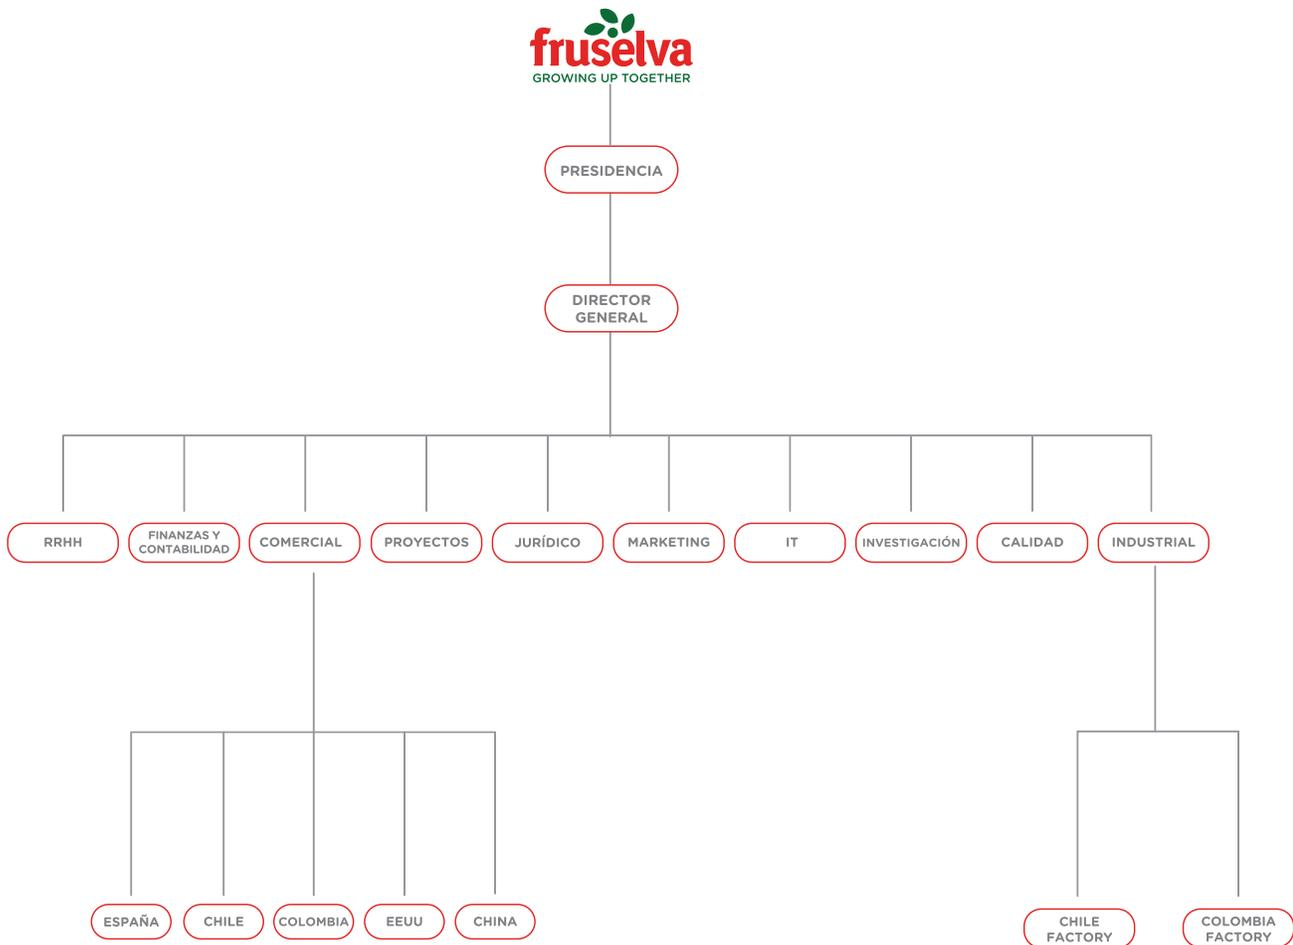 fruselva
GROWING UP TOGETHER
PRESIDENCIA
DIRECTOR
GENERAL
RRHH
FINANZAS Y
CONTABILIDAD
COMERCIAL
PROYECTOS
JURÍDICO
MARKETING
IT
INVESTIGACIÓN
CALIDAD
INDUSTRIAL
ESPAÑA
CHILE
COLOMBIA
EEUU
CHINA
CHILE
FACTORY
COLOMBIA
FACTORY